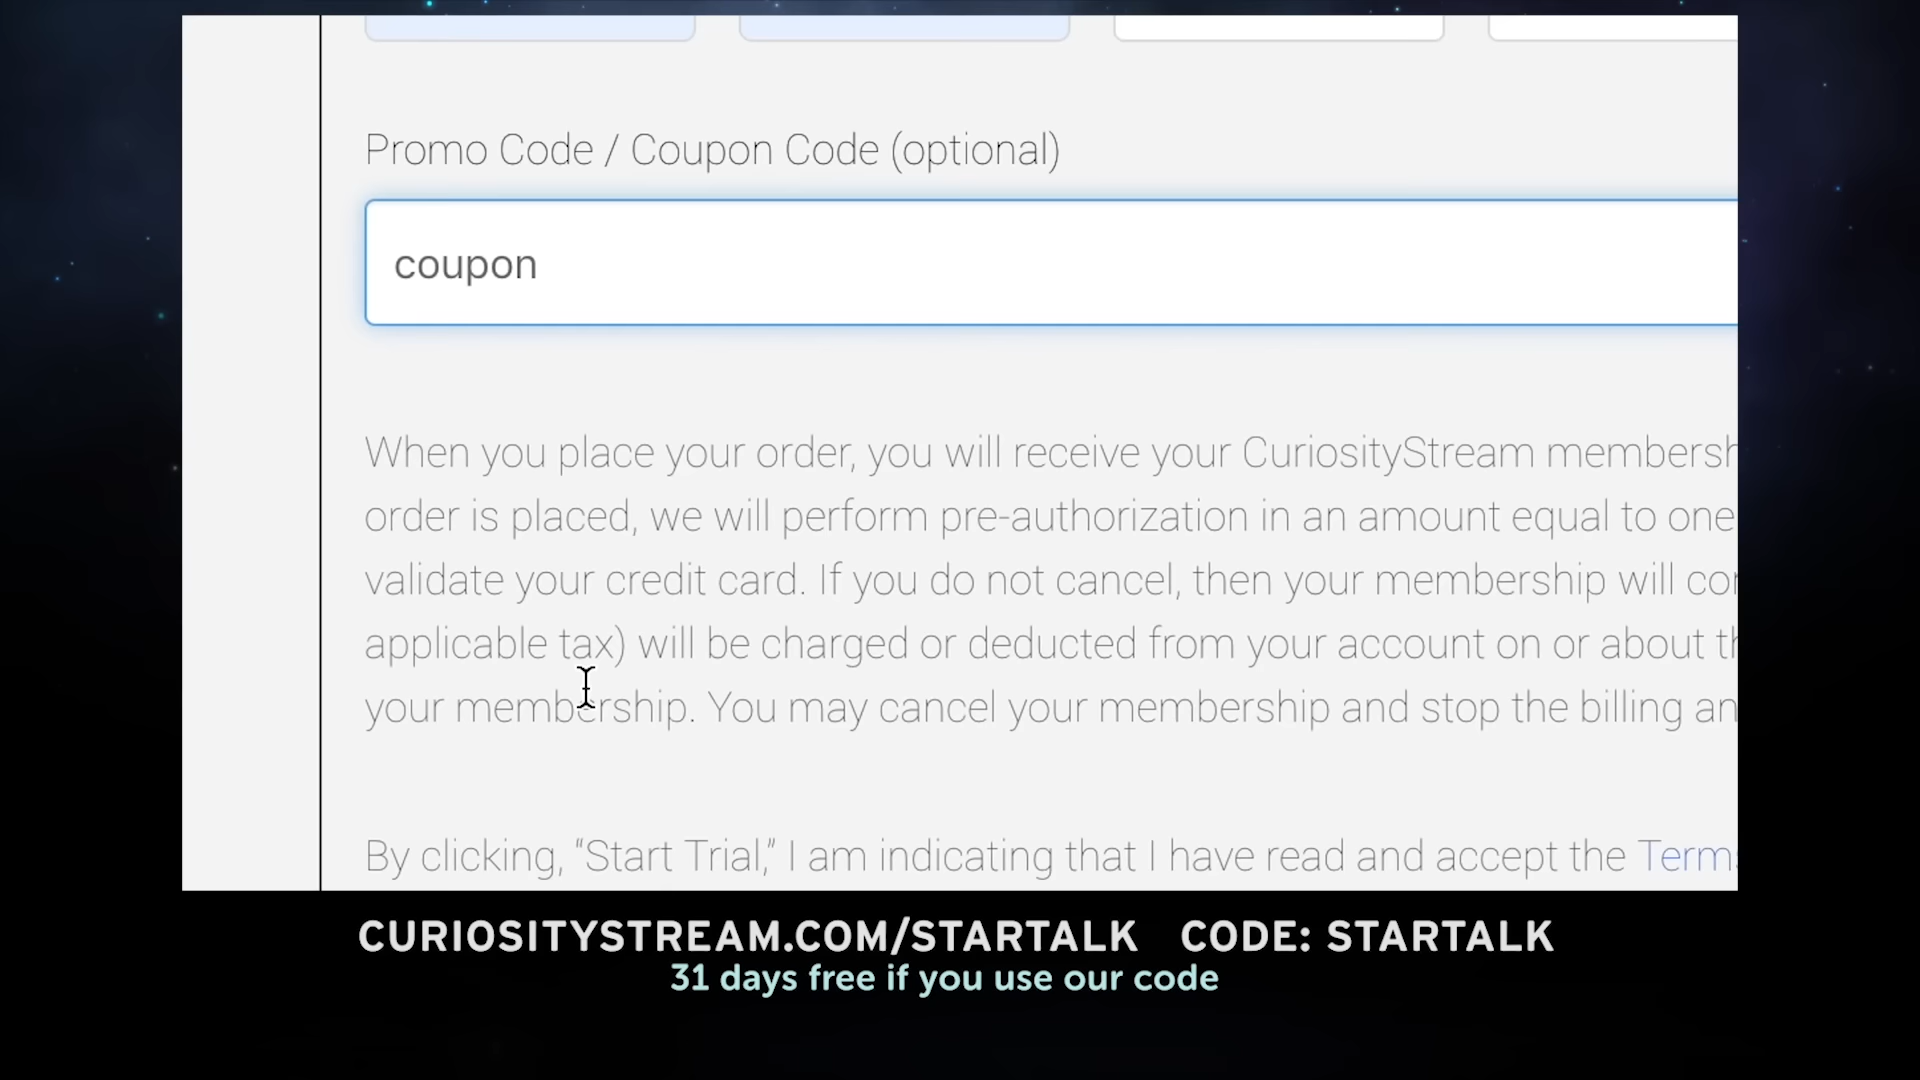 Promo Code / Coupon Code (optional)
coupon
When you place your order, you will receive your CuriosityStream
order is placed, we will perform pre-authorization in an amount equal to one
validate your credit card. If you do not cancel, then your membership will
applicable tax) will be charged or deducted from your account on or about
your membership. You may cancel your membership and stop the billing
By clicking, “Start Trial,” I am indicating that I have read and accept the
CURIOSITYSTREAM.COM/STARTALK CODE: STARTALK
31 days free if you use our code